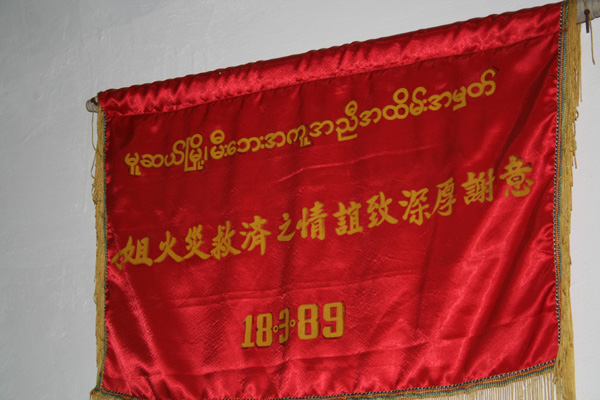 မူဆယ်မြို့၊မီးဘေးအကူအညီအထိမ်းအမှတ်
姐火災救済之情誼致深厚謝意
18·3·89